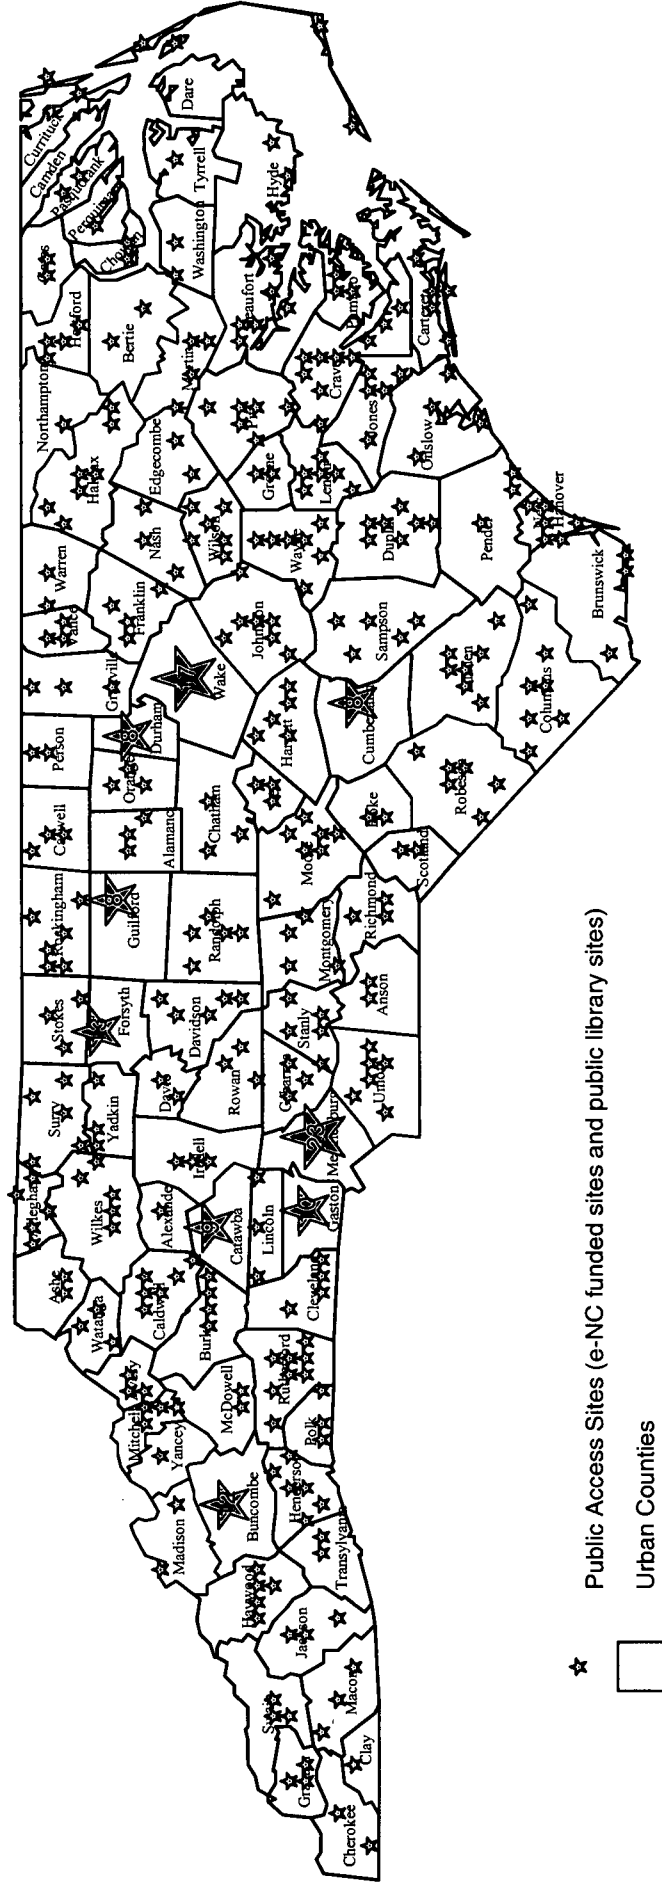 Currituck
Camden
Pasquotank
Perquimans
Dare
Tyrrell
Washington
Hyde
Bertie
Northampton
Halifax
Martin
Beaufort
Edgecombe
Craven
Carteret
Jones
Onslow
Greene
Lenoir
Nash
Wilson
Wayne
Duplin
Pender
New
Hanover
Brunswick
Warren
Vance
Franklin
Wake
Johnston
Sampson
Columbus
Granville
Durham
Harnett
Cumberland
Robeson
Person
Orange
Chatham
Alamance
Caswell
Moore
Hoke
Scotland
Rockingham
Guilford
Randolph
Montgomery
Richmond
Stokes
Forsyth
Davidson
Stanly
Anson
Surry
Yadkin
Davie
Rowan
Union
Iredell
Wilkes
Alexander
Catawba
Lincoln
Gaston
Ashe
Watauga
Caldwell
Burke
Cleveland
Avery
Mitchell
Yancey
McDowell
Rutherford
Polk
Madison
Buncombe
Henderson
Transylvania
Haywood
Jackson
Swain
Macon
Graham
Clay
Cherokee
Public Access Sites (e-NC funded sites and public library sites)
Urban Counties